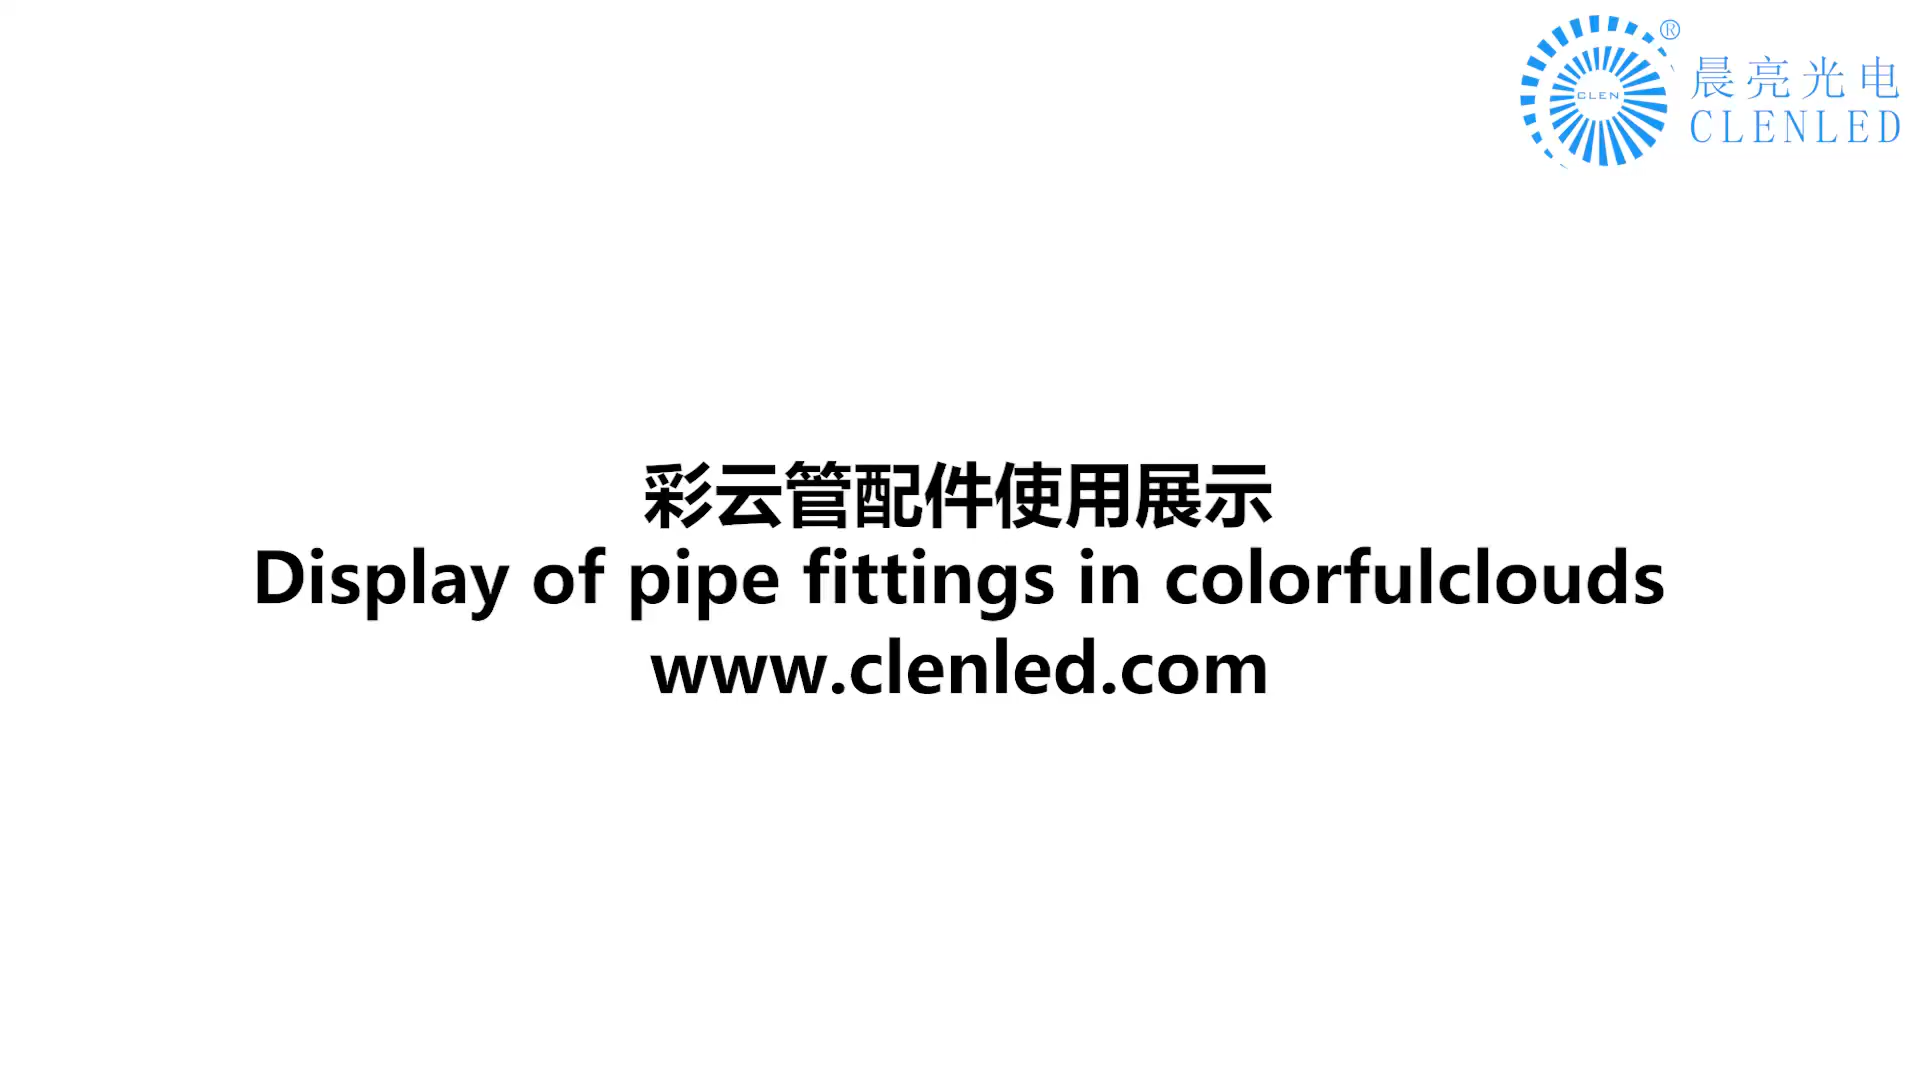 CLEN
®
晨亮光电
CLENLED
彩云管配件使用展示
Display of pipe fittings in colorfulclouds
www.clenled.com